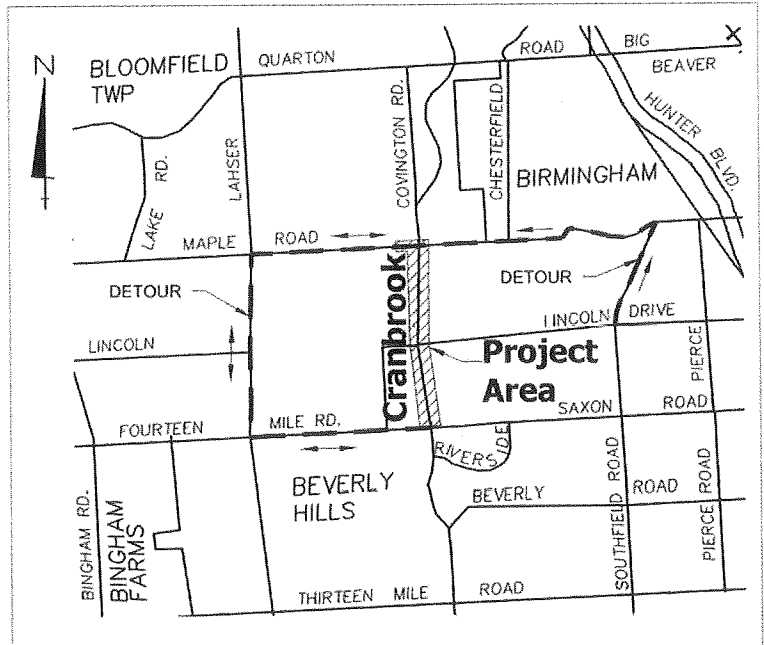 N
BLOOMFIELD
TWP
QUARTON
ROAD
BIG
BEAVER
HUNTER BLVD.
LAKE RD.
LAHSER
COVINGTON RD.
CHESTERFIELD
BIRMINGHAM
MAPLE
ROAD
DETOUR
DETOUR
LINCOLN
Cranbrook
LINCOLN
DRIVE
Project
Area
PIERCE
FOURTEEN
MILE RD.
SAXON
ROAD
RIVERSIDE
BEVERLY
HILLS
BEVERLY
ROAD
BINGHAM RD.
BINGHAM
FARMS
SOUTHFIELD ROAD
PIERCE ROAD
THIRTEEN MILE
ROAD